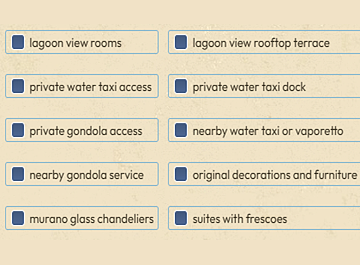 lagoon view rooms
lagoon view rooftop terrace
private water taxi access
private water taxi dock
private gondola access
nearby water taxi or vaporetto
nearby gondola service
original decorations and furniture
murano glass chandeliers
suites with frescoes